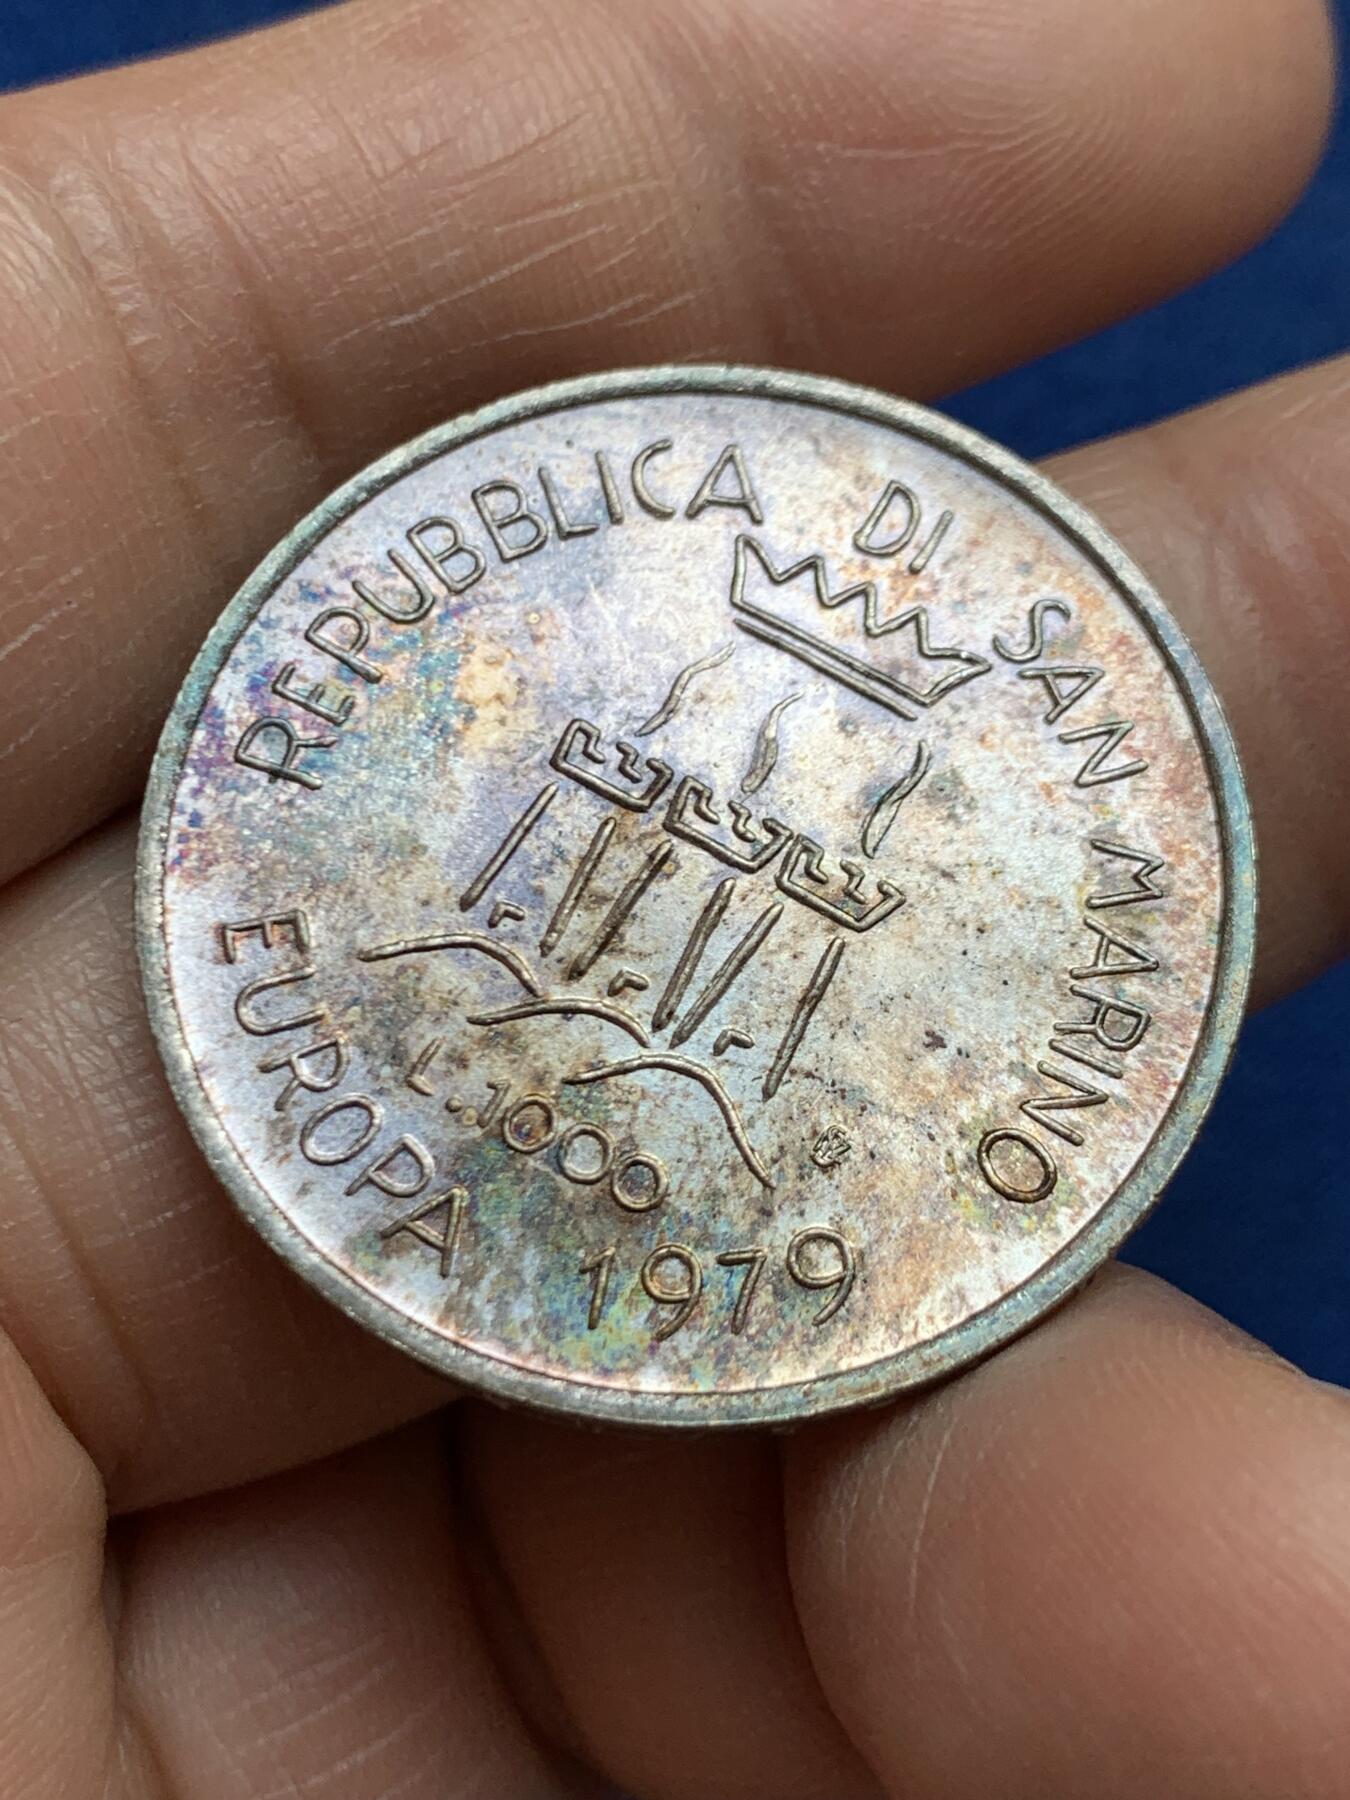 REPUBBLICA DI SAN MARINO
L.1000
EUROPA 1979